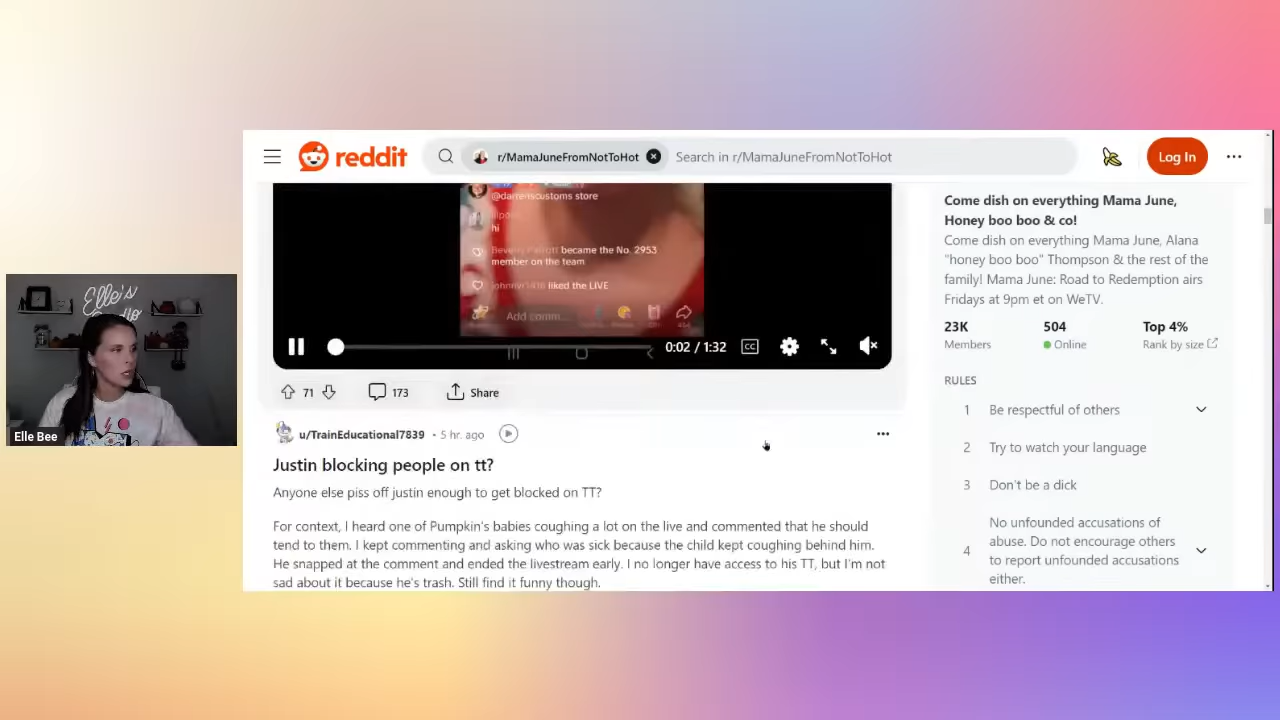 reddit
r/MamaJuneFromNotToHot
Search in r/MamaJuneFromNotToHot
Log In
@darrenscustoms store
hi
became the No. 2953
member on the team
liked the LIVE
Add comm...
0:02 / 1:32
CC
71
173
Share
u/TrainEducational7839 • 5 hr. ago
Justin blocking people on tt?
Anyone else piss off justin enough to get blocked on TT?
For context, I heard one of Pumpkin's babies coughing a lot on the live and commented that he should
tend to them. I kept commenting and asking who was sick because the child kept coughing behind him.
He snapped at the comment and ended the livestream early. I no longer have access to his TT, but I'm not
sad about it because he's trash. Still find it funny though.
Come dish on everything Mama June,
Honey boo boo & co!
Come dish on everything Mama June, Alana
"honey boo boo" Thompson & the rest of the
family! Mama June: Road to Redemption airs
Fridays at 9pm et on WeTV.
23K
Members
504
Online
Top 4%
Rank by size
RULES
1 Be respectful of others
2 Try to watch your language
3 Don't be a dick
4 No unfounded accusations of
abuse. Do not encourage others
to report unfounded accusations
either.
Elle's
Elle Bee